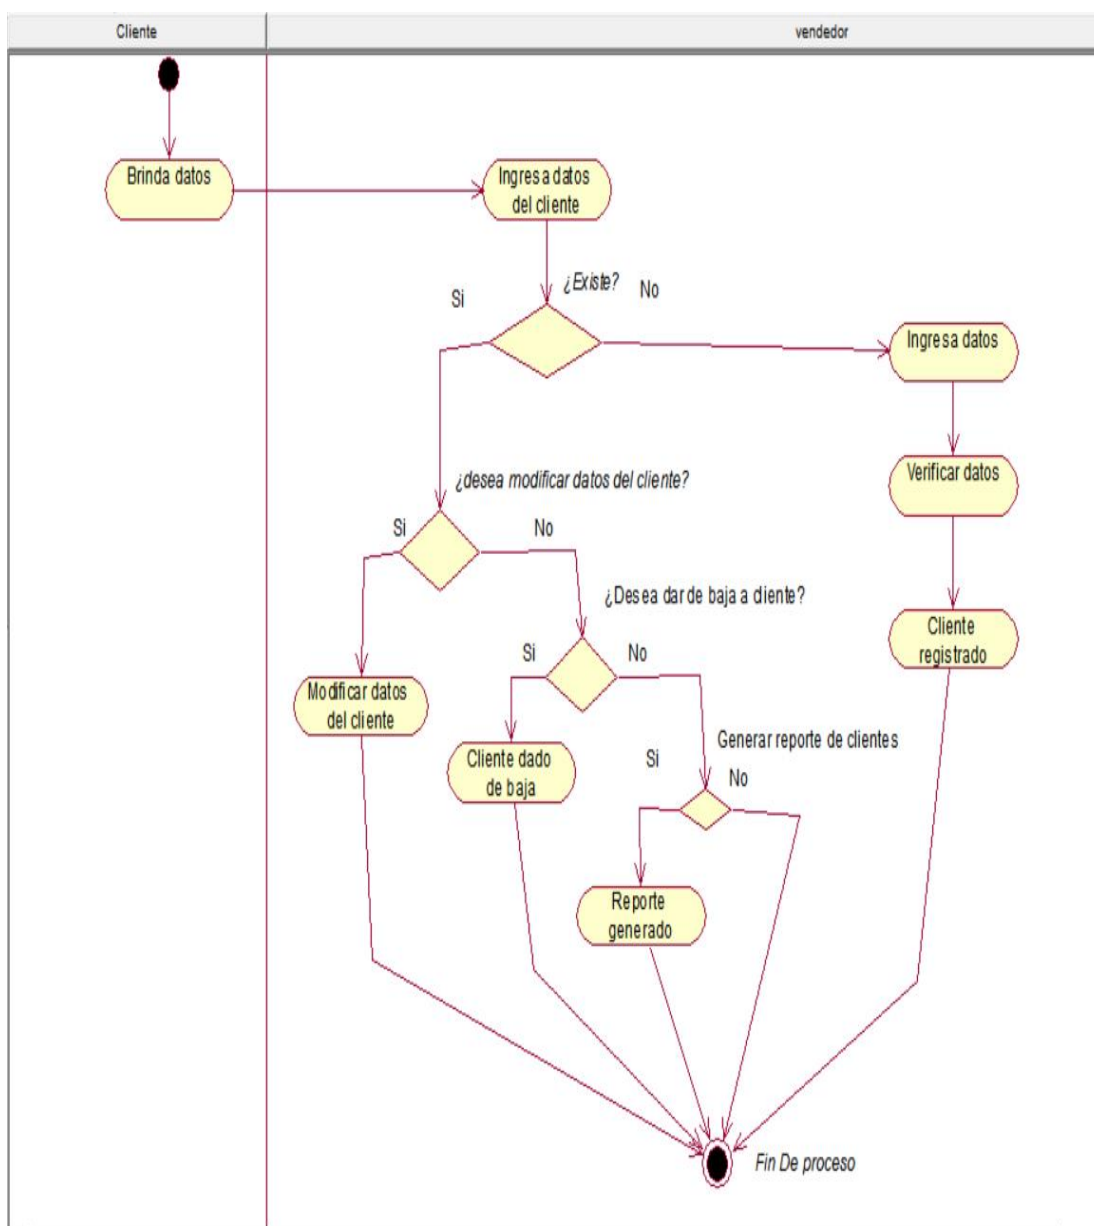 Cliente
vendedor
Brinda datos
Ingresa datos
del cliente
¿Existe?
Si
No
Ingresa datos
Verificar datos
¿desea modificar datos del cliente?
Si
No
¿Desea dar de baja a cliente?
Cliente
registrado
Si
No
Modificar datos
del cliente
Generar reporte de clientes
Cliente dado
de baja
Si
No
Reporte
generado
Fin De proceso